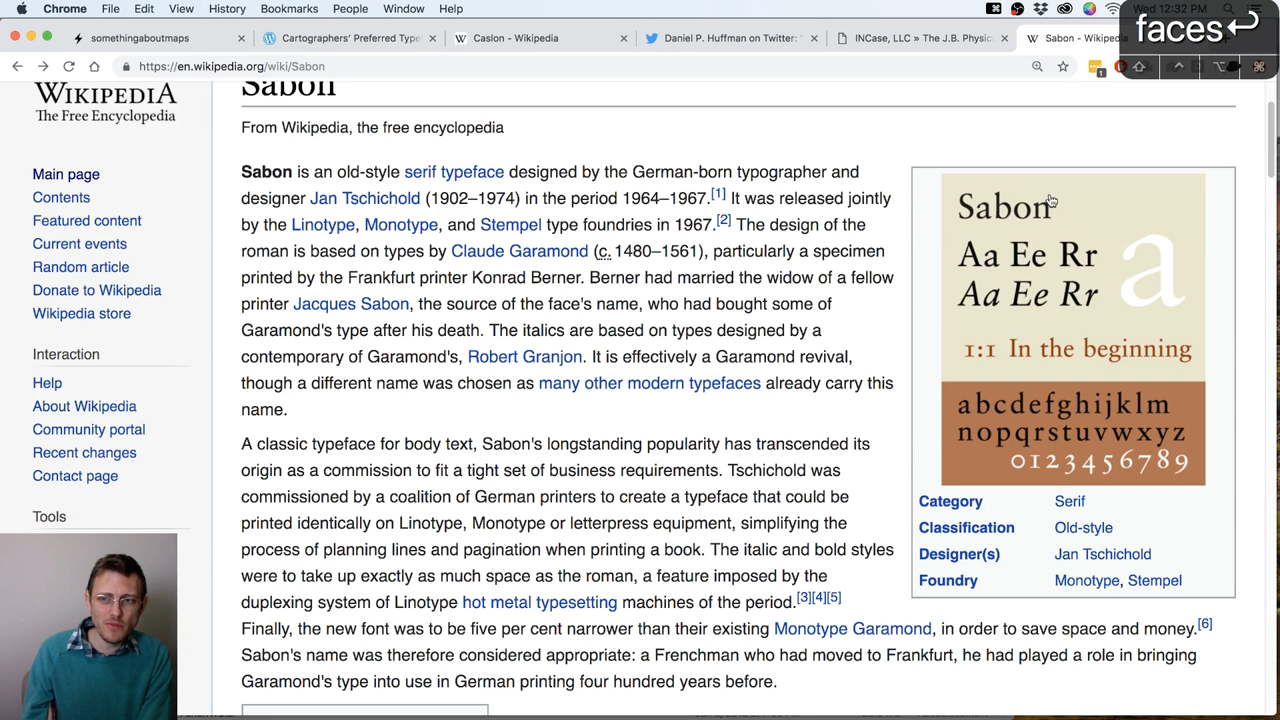 Chrome File Edit View History Bookmarks People Window Help
Wed 12:32 PM
faces
somethingaboutmaps
Cartographers' Preferred Type
Caslon - Wikipedia
Daniel P. Huffman on Twitter: "
INCase, LLC » The J.B. Physic
Sabon - Wikipedia
https://en.wikipedia.org/wiki/Sabon
1
WIKIPEDIA
The Free Encyclopedia
Main page
Contents
Featured content
Current events
Random article
Donate to Wikipedia
Wikipedia store
Interaction
Help
About Wikipedia
Community portal
Recent changes
Contact page
Tools
Sabon
From Wikipedia, the free encyclopedia
Sabon is an old-style serif typeface designed by the German-born typographer and
designer Jan Tschichold (1902–1974) in the period 1964–1967.[1] It was released jointly
by the Linotype, Monotype, and Stempel type foundries in 1967.[2] The design of the
roman is based on types by Claude Garamond (c. 1480–1561), particularly a specimen
printed by the Frankfurt printer Konrad Berner. Berner had married the widow of a fellow
printer Jacques Sabon, the source of the face's name, who had bought some of
Garamond's type after his death. The italics are based on types designed by a
contemporary of Garamond's, Robert Granjon. It is effectively a Garamond revival,
though a different name was chosen as many other modern typefaces already carry this
name.
A classic typeface for body text, Sabon's longstanding popularity has transcended its
origin as a commission to fit a tight set of business requirements. Tschichold was
commissioned by a coalition of German printers to create a typeface that could be
printed identically on Linotype, Monotype or letterpress equipment, simplifying the
process of planning lines and pagination when printing a book. The italic and bold styles
were to take up exactly as much space as the roman, a feature imposed by the
duplexing system of Linotype hot metal typesetting machines of the period.[3][4][5]
Finally, the new font was to be five per cent narrower than their existing Monotype Garamond, in order to save space and money.[6]
Sabon's name was therefore considered appropriate: a Frenchman who had moved to Frankfurt, he had played a role in bringing
Garamond's type into use in German printing four hundred years before.
Sabon
Aa Ee Rr
Aa Ee Rr
a
1:1 In the beginning
abcdefghijklm
nopqrstuvwxyz
0123456789
Category Serif
Classification Old-style
Designer(s) Jan Tschichold
Foundry Monotype, Stempel